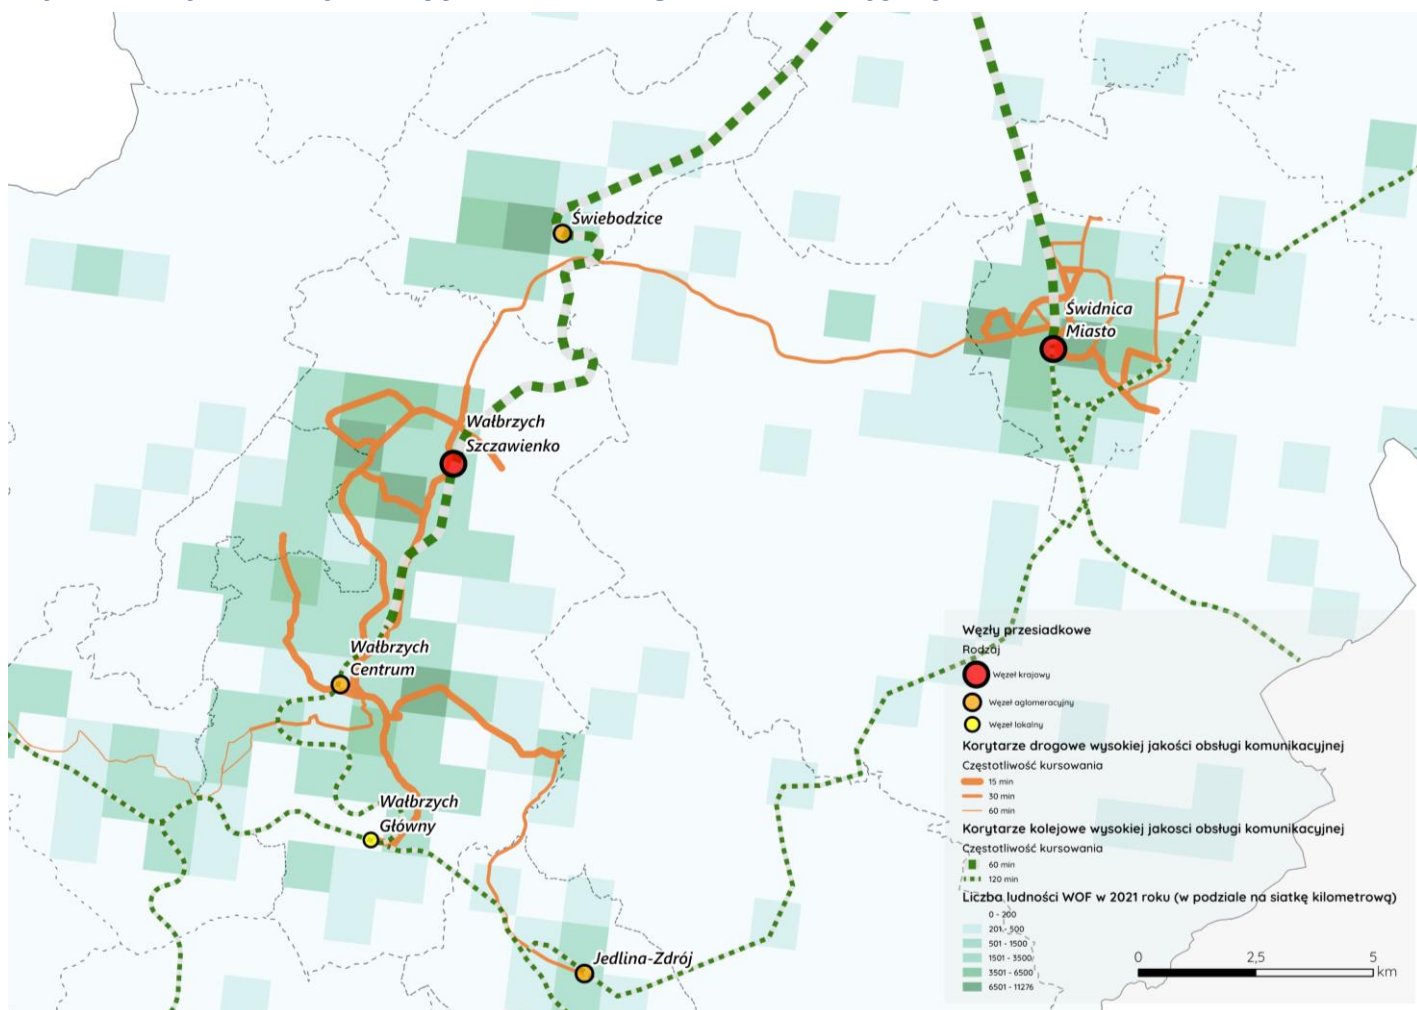 Świebodzice
Świdnica
Miasto
Wałbrzych
Szczawienko
Wałbrzych
Centrum
Wałbrzych
Główny
Jedlina-Zdrój
Węzły przesiadkowe
Rodzaj
Węzeł krajowy
Węzeł aglomeracyjny
Węzeł lokalny
Korytarze drogowe wysokiej jakości obsługi komunikacyjnej
Częstotliwość kursowania
15 min
30 min
60 min
Korytarze kolejowe wysokiej jakosci obsługi komunikacyjnej
Częstotliwość kursowania
60 min
120 min
Liczba ludności WOF w 2021 roku (w podziale na siatkę kilometrową)
0 - 200
201 - 500
501 - 1500
1501 - 3500
3501 - 6500
6501 - 11276
0 2,5 5
km